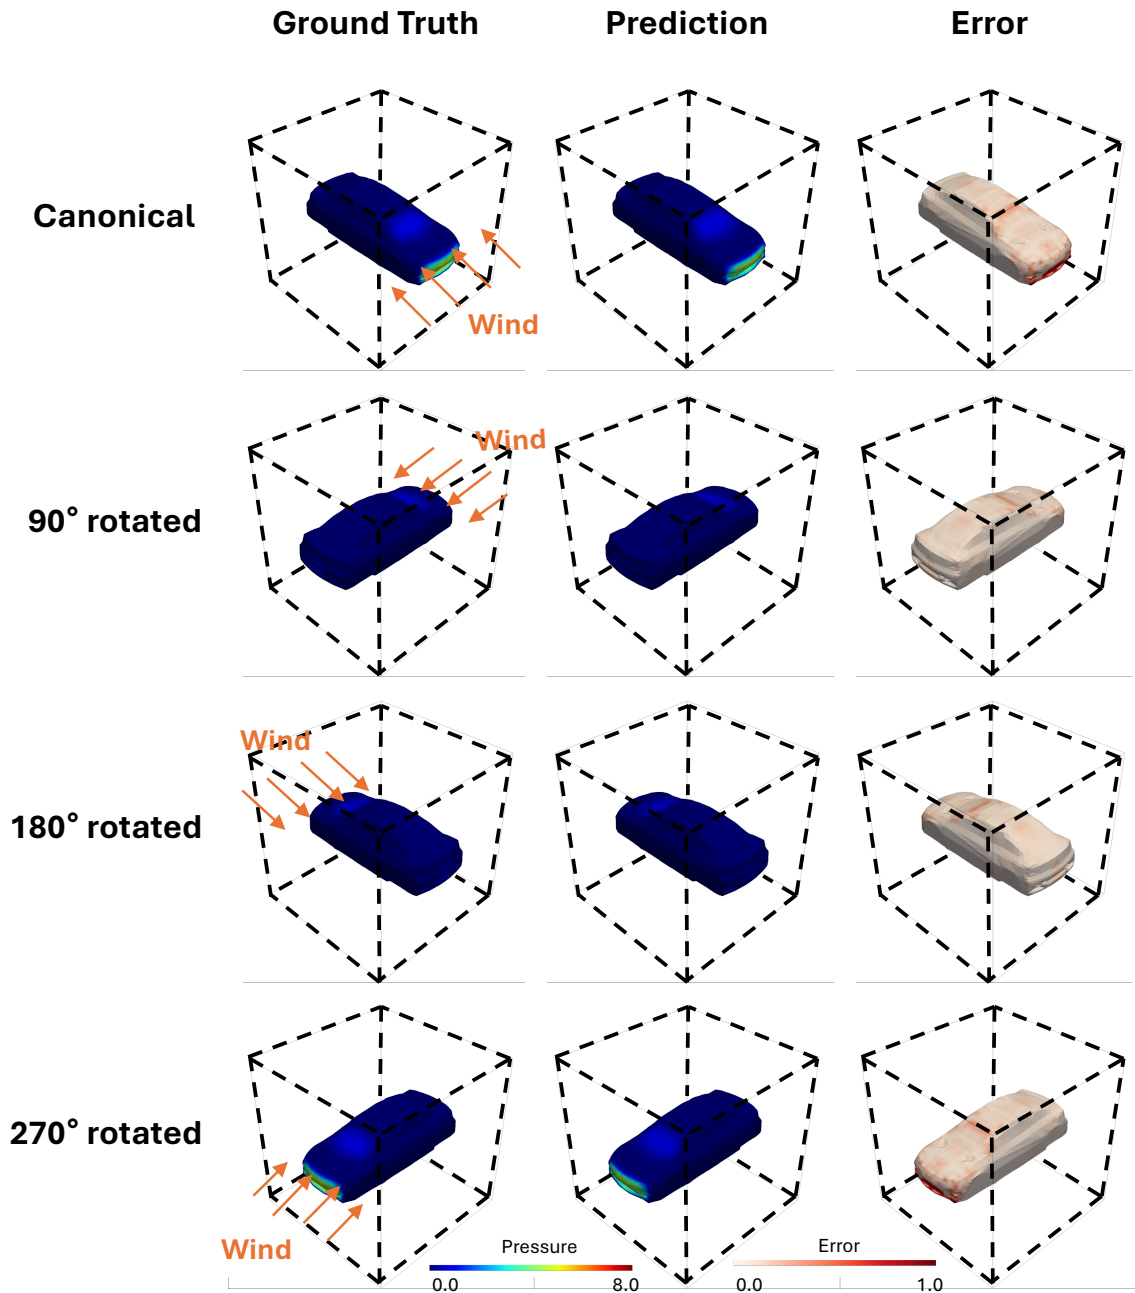 Ground Truth Prediction Error
Canonical
Wind
90° rotated
Wind
180° rotated
Wind
270° rotated
Wind
Pressure
0.0 8.0
Error
0.0 1.0